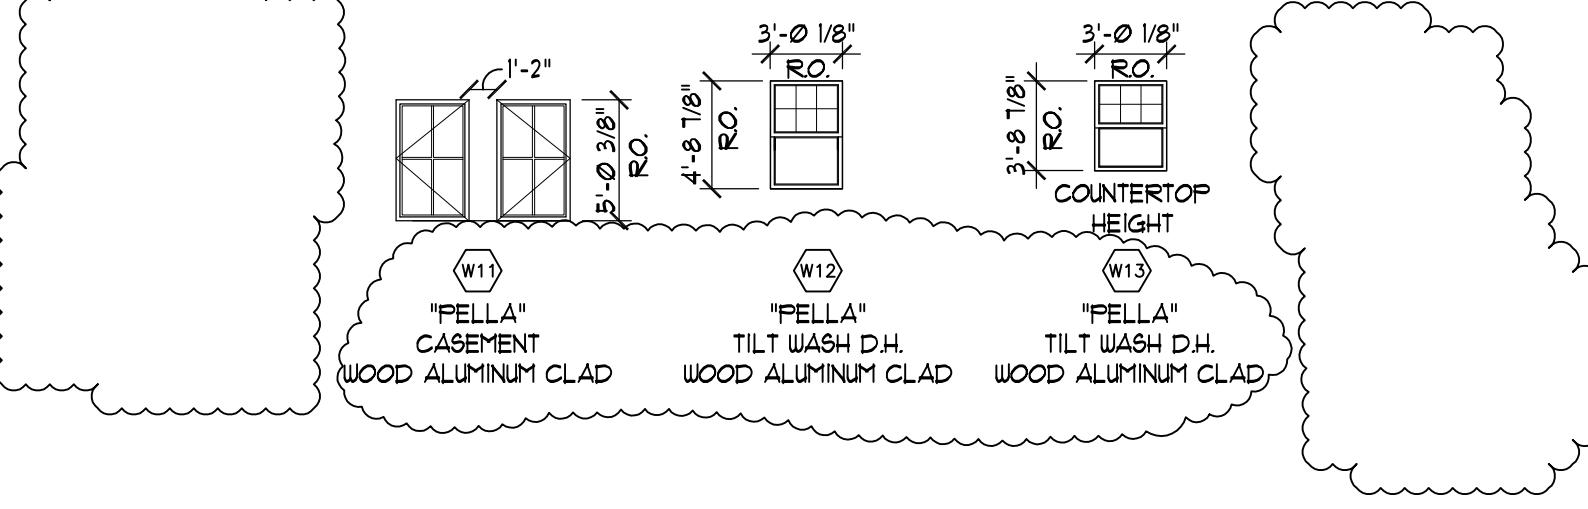 1'-2"
5'-0 3/8"
R.O.
W11
"PELLA"
CASEMENT
WOOD ALUMINUM CLAD
3'-0 1/8"
R.O.
4'-8 7/8"
R.O.
W12
"PELLA"
TILT WASH D.H.
WOOD ALUMINUM CLAD
3'-0 1/8"
R.O.
3'-8 7/8"
R.O.
COUNTERTOP
HEIGHT
W13
"PELLA"
TILT WASH D.H.
WOOD ALUMINUM CLAD